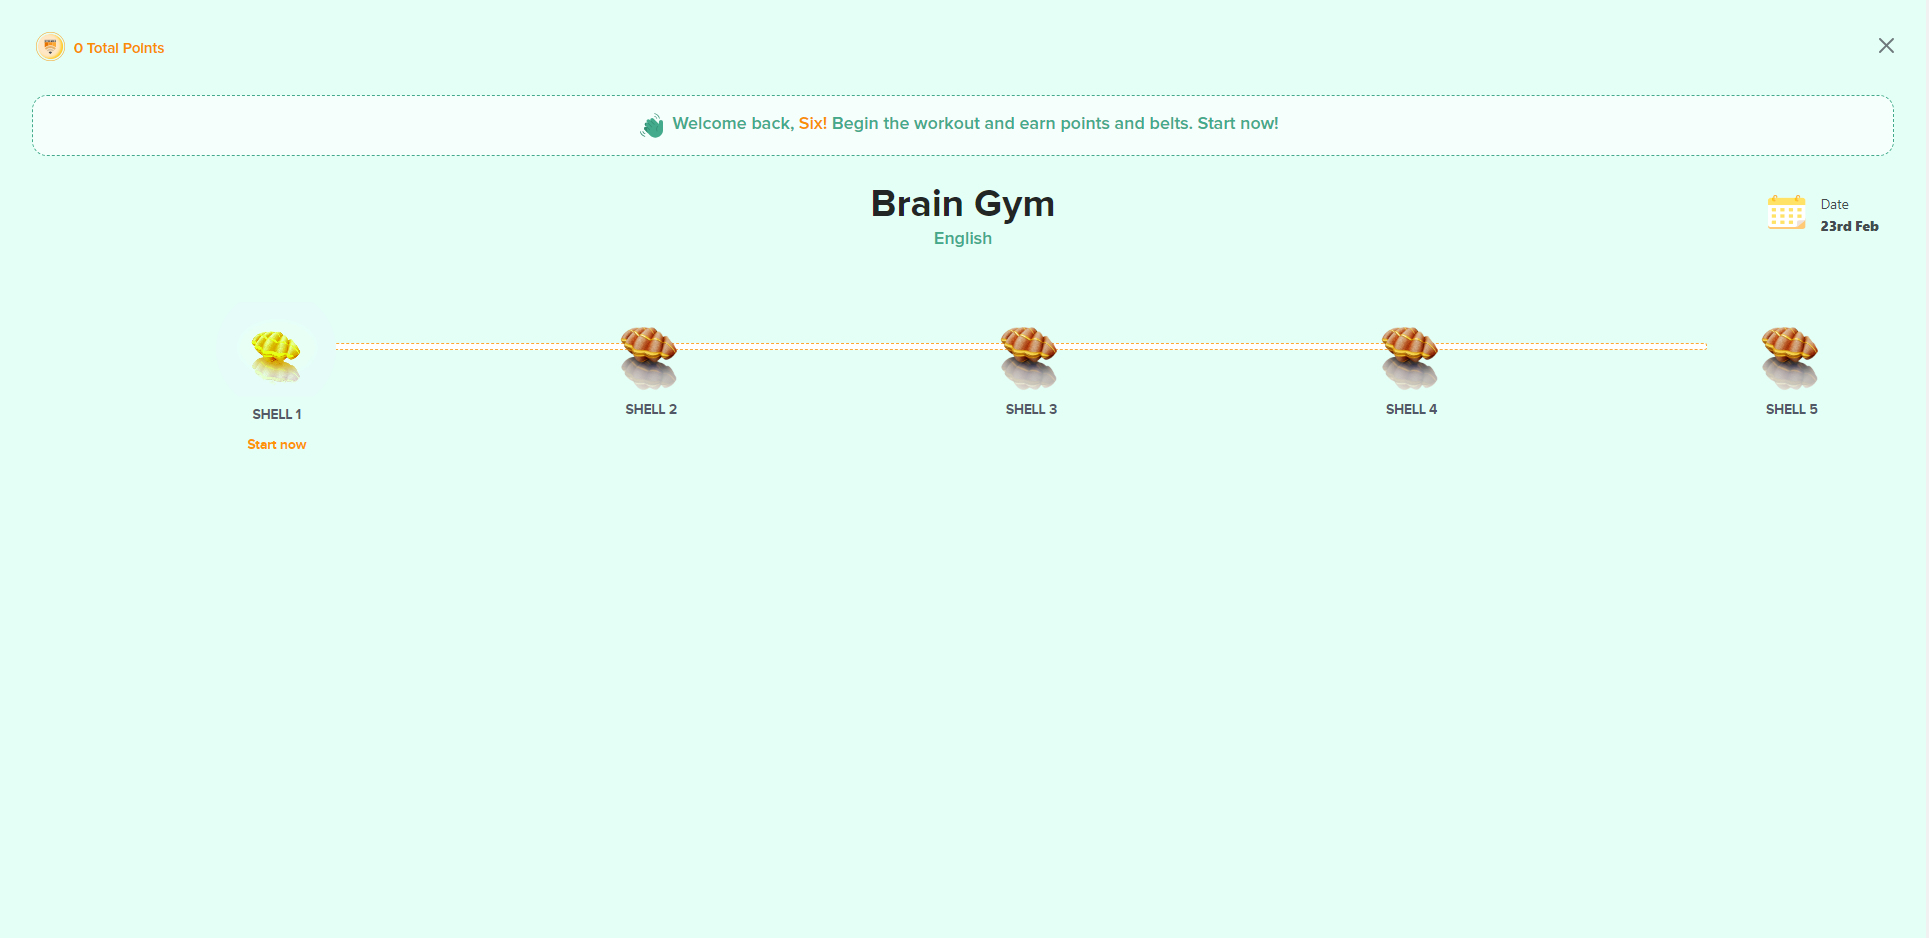 0 Total Points
Welcome back, Six! Begin the workout and earn points and belts. Start now!
Brain Gym
English
Date
23rd Feb
SHELL 1
SHELL 2
SHELL 3
SHELL 4
SHELL 5
Start now